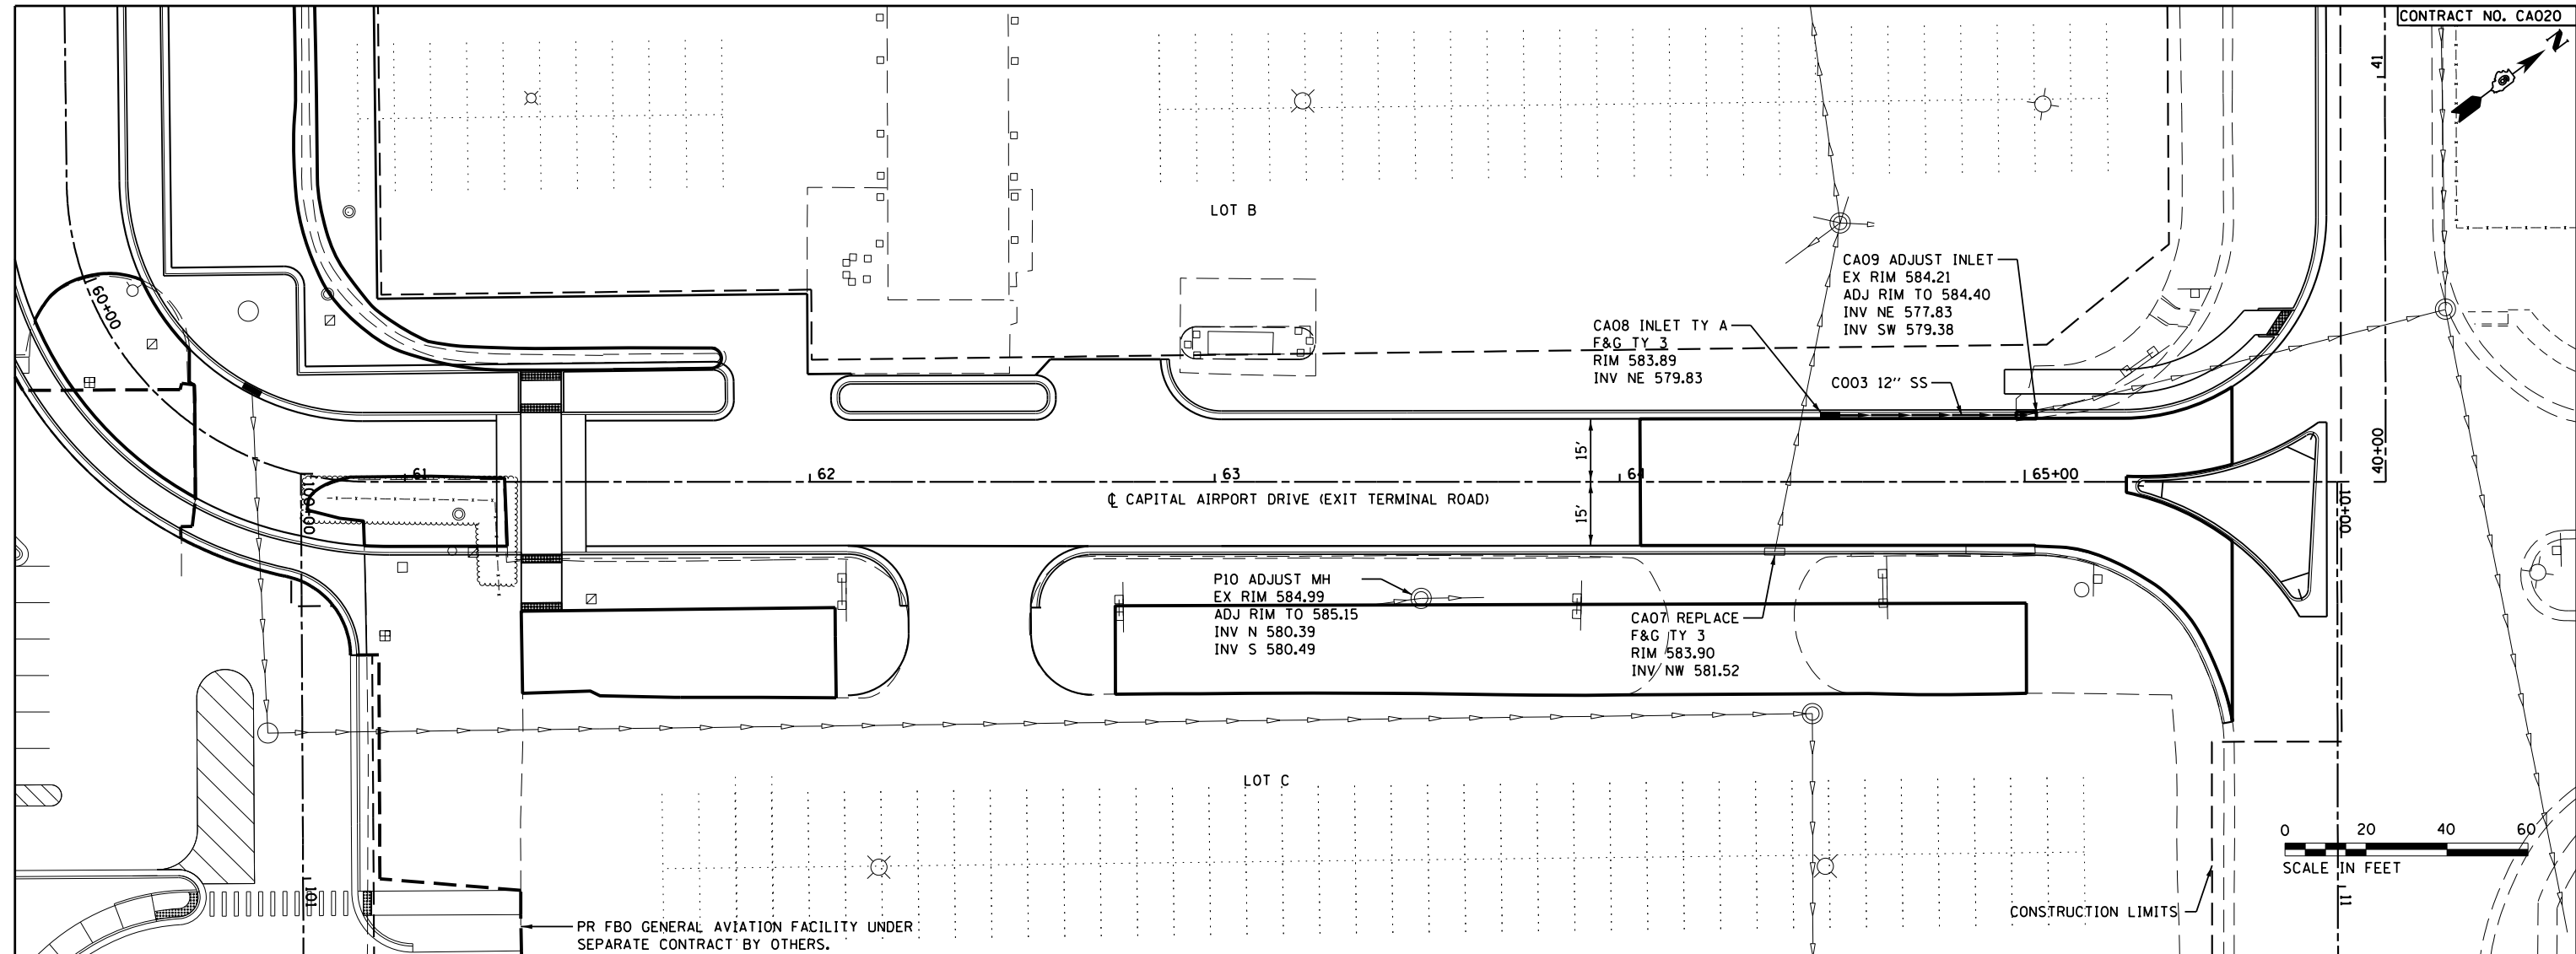 CONTRACT NO. CA020
N
41
LOT B
60+00
CA09 ADJUST INLET
EX RIM 584.21
ADJ RIM TO 584.40
INV NE 577.83
INV SW 579.38
CA08 INLET TY A
F&G TY 3
RIM 583.89
INV NE 579.83
C003 12'' SS
15'
15'
40+00
61
62
63
64
65+00
100+00
10+00
℄ CAPITAL AIRPORT DRIVE (EXIT TERMINAL ROAD)
P10 ADJUST MH
EX RIM 584.99
ADJ RIM TO 585.15
INV N 580.39
INV S 580.49
CA07 REPLACE
F&G TY 3
RIM 583.90
INV NW 581.52
LOT C
0 20 40 60
SCALE IN FEET
101
11
CONSTRUCTION LIMITS
PR FBO GENERAL AVIATION FACILITY UNDER
SEPARATE CONTRACT BY OTHERS.